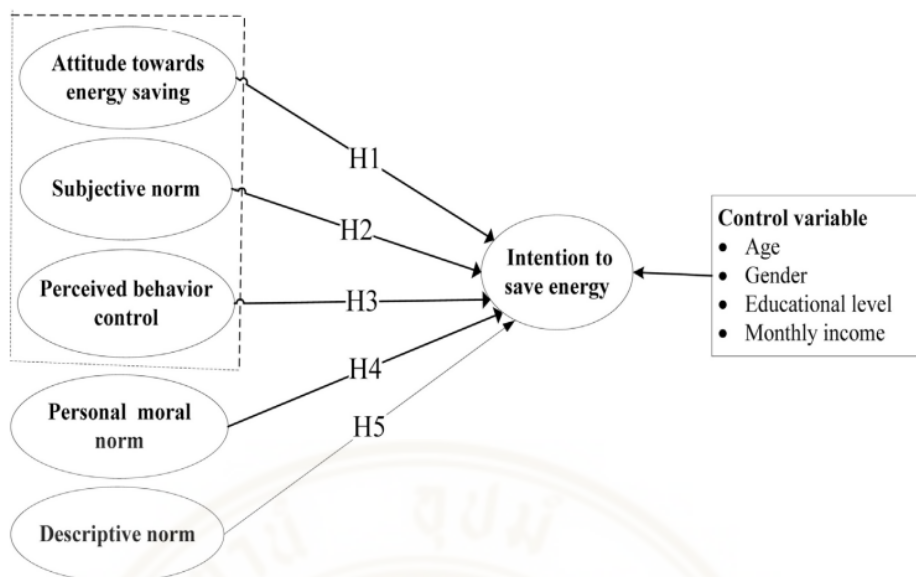 Attitude towards
energy saving
H1
Subjective norm
H2
Perceived behavior
control
H3
Personal moral
norm
H4
Descriptive norm
H5
Intention to
save energy
Control variable
• Age
• Gender
• Educational level
• Monthly income